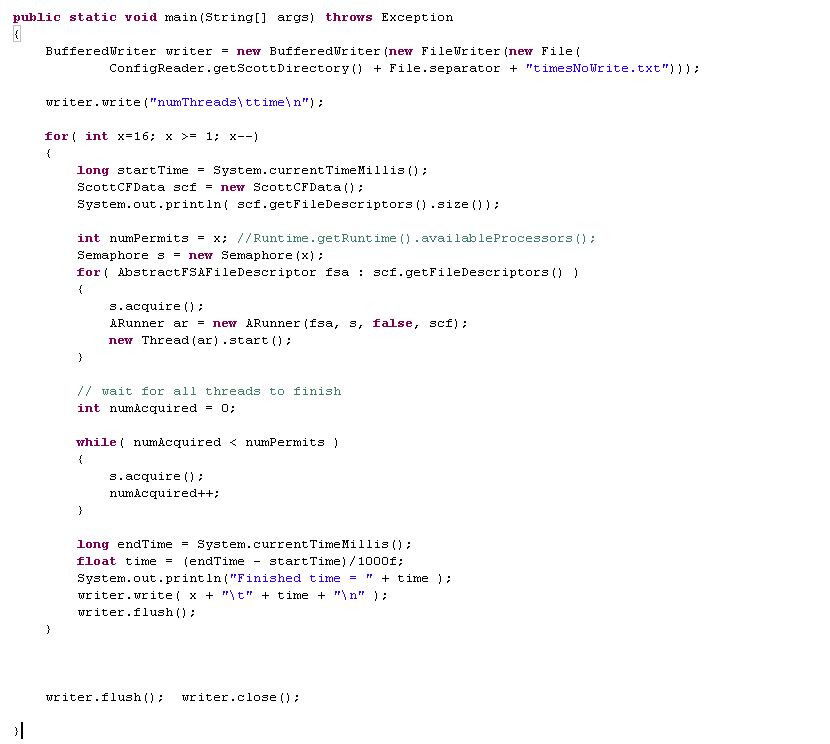 public static void main(String[] args) throws Exception
{
    BufferedWriter writer = new BufferedWriter(new FileWriter(new File(
            ConfigReader.getScottDirectory() + File.separator + "timesNoWrite.txt")));
    writer.write("numThreads\ttime\n");
    for( int x=16; x >= 1; x--)
    {
        long startTime = System.currentTimeMillis();
        ScottCFData scf = new ScottCFData();
        System.out.println( scf.getFileDescriptors().size());
        int numPermits = x; //Runtime.getRuntime().availableProcessors();
        Semaphore s = new Semaphore(x);
        for( AbstractFSAFileDescriptor fsa : scf.getFileDescriptors() )
        {
            s.acquire();
            ARunner ar = new ARunner(fsa, s, false, scf);
            new Thread(ar).start();
        }
        // wait for all threads to finish
        int numAcquired = 0;
        while( numAcquired < numPermits )
        {
            s.acquire();
            numAcquired++;
        }
        long endTime = System.currentTimeMillis();
        float time = (endTime - startTime)/1000f;
        System.out.println("Finished time = " + time );
        writer.write( x + "\t" + time + "\n" );
        writer.flush();
    }
    writer.flush();  writer.close();
}